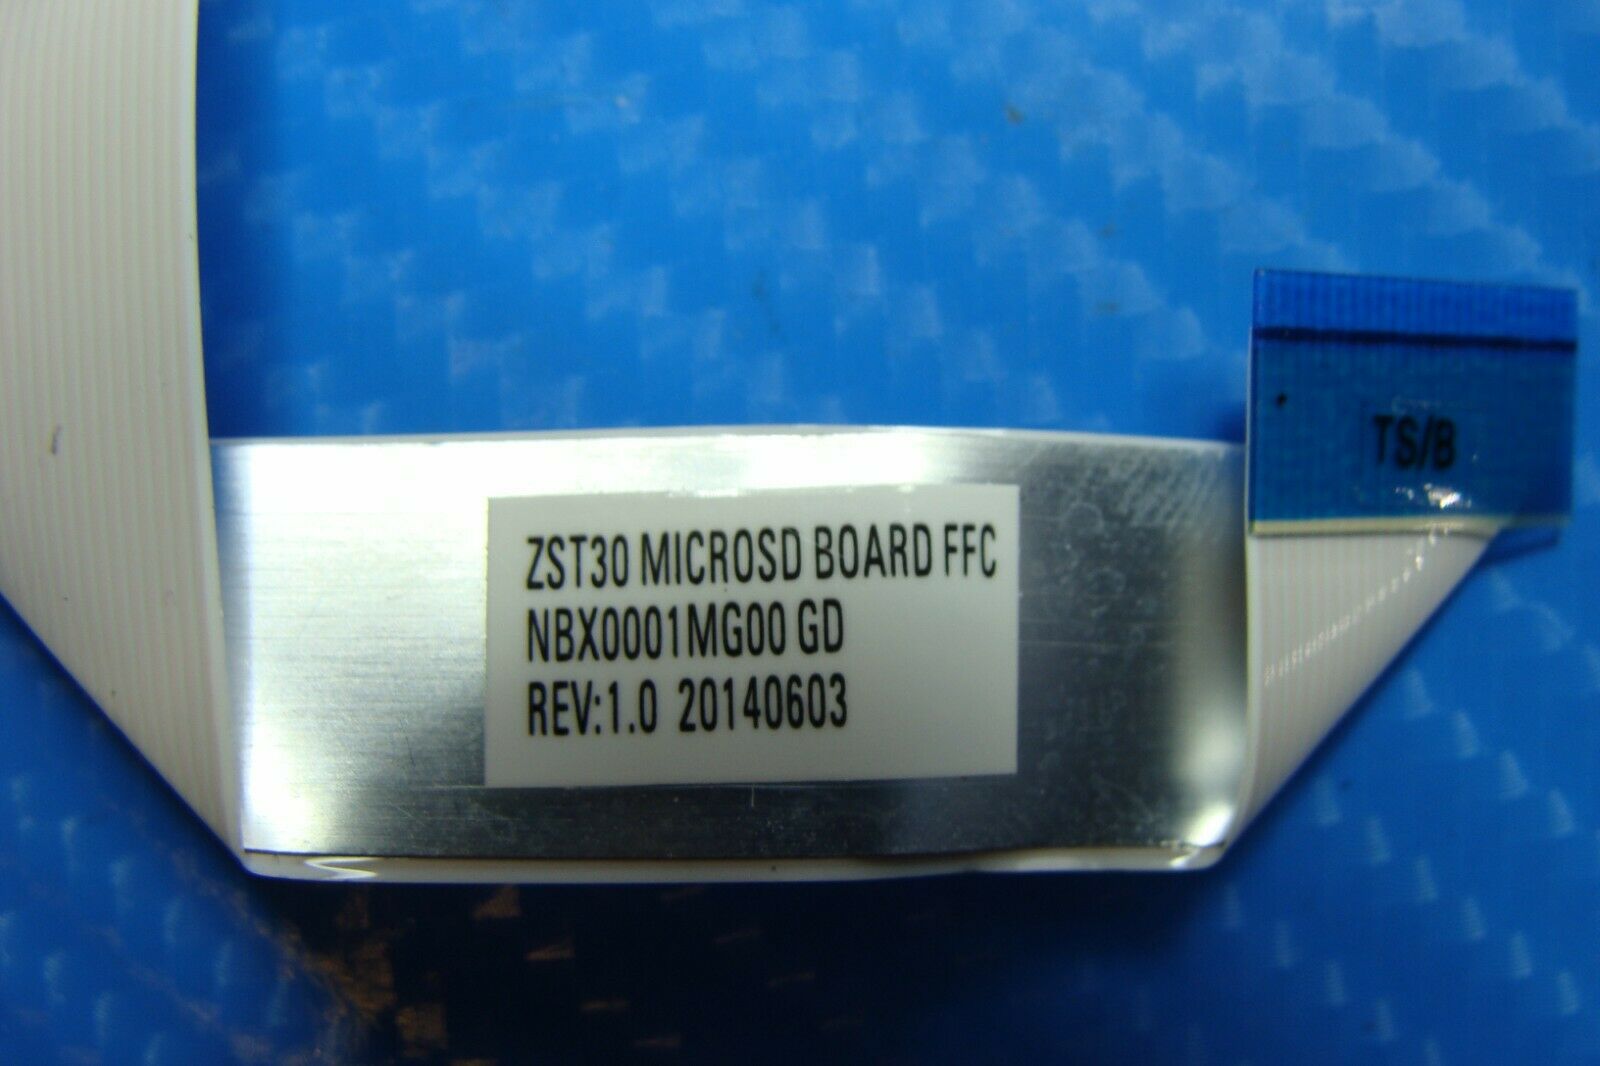 ZST30 MICROSD BOARD FFC
NBX0001MG00 GD
REV:1.0 20140603
TS/B